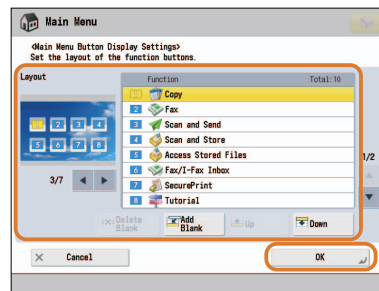 Main Menu
<Main Menu Button Display Settings>
Set the layout of the function buttons.
Layout
Function Total:10
1 Copy
2 Fax
3 Scan and Send
4 Scan and Store
5 Access Stored Files
6 Fax/I-Fax Inbox
7 SecurePrint
8 Tutorial
1 2 3 4
5 6 7 8
3/7
1/2
Delete Blank
Add Blank
Up
Down
Cancel
OK